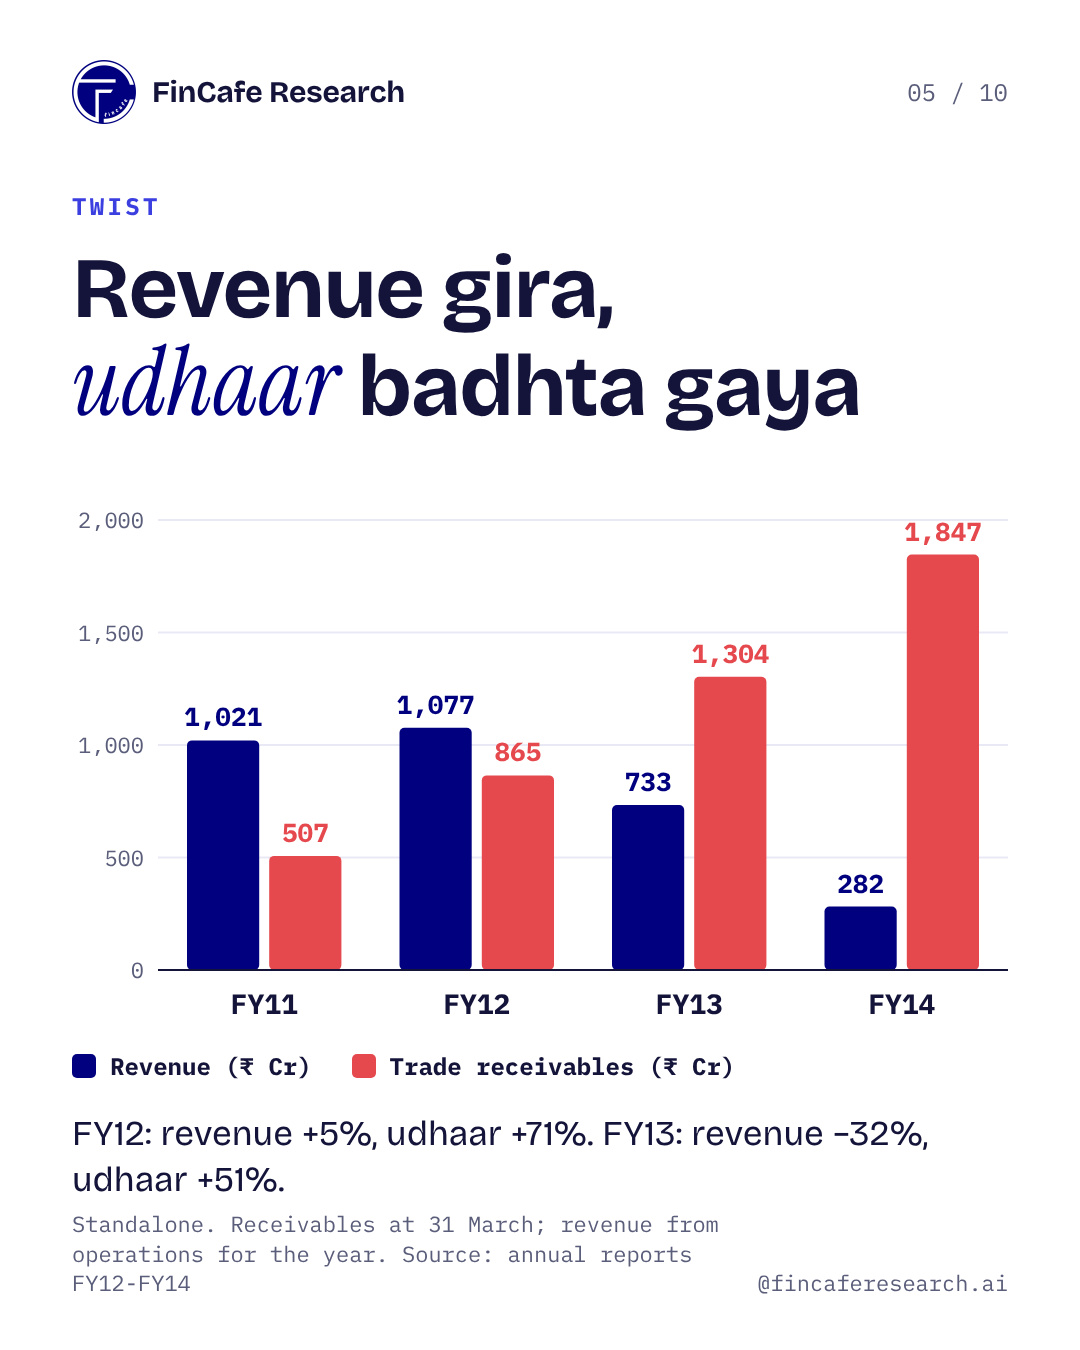 fincafe
FinCafe Research
05 / 10
TWIST
Revenue gira,
udhaar badhta gaya
2,000
1,500
1,000
500
0
1,021
507
1,077
865
733
1,304
282
1,847
FY11
FY12
FY13
FY14
Revenue (₹ Cr)
Trade receivables (₹ Cr)
FY12: revenue +5%, udhaar +71%. FY13: revenue −32%,
udhaar +51%.
Standalone. Receivables at 31 March; revenue from
operations for the year. Source: annual reports
FY12-FY14
@fincaferesearch.ai